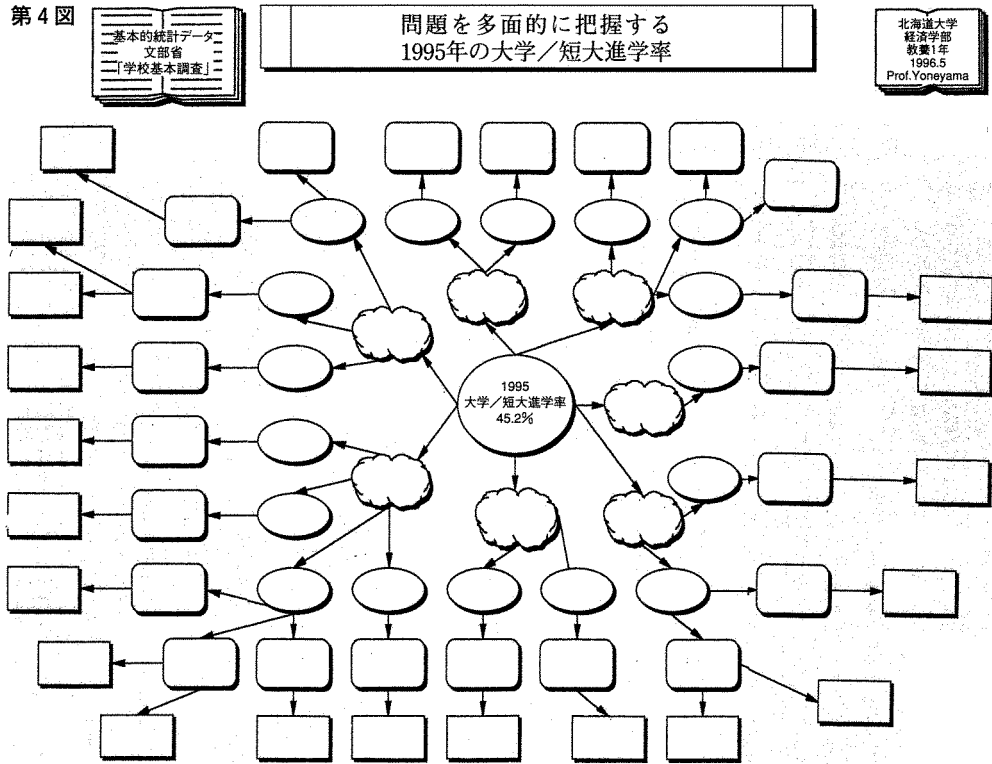 第4図
基本的統計データ
文部省
「学校基本調査」
問題を多面的に把握する
1995年の大学/短大進学率
北海道大学
経済学部
教養1年
1996.5
Prof.Yoneyama
1995
大学/短大進学率
45.2%